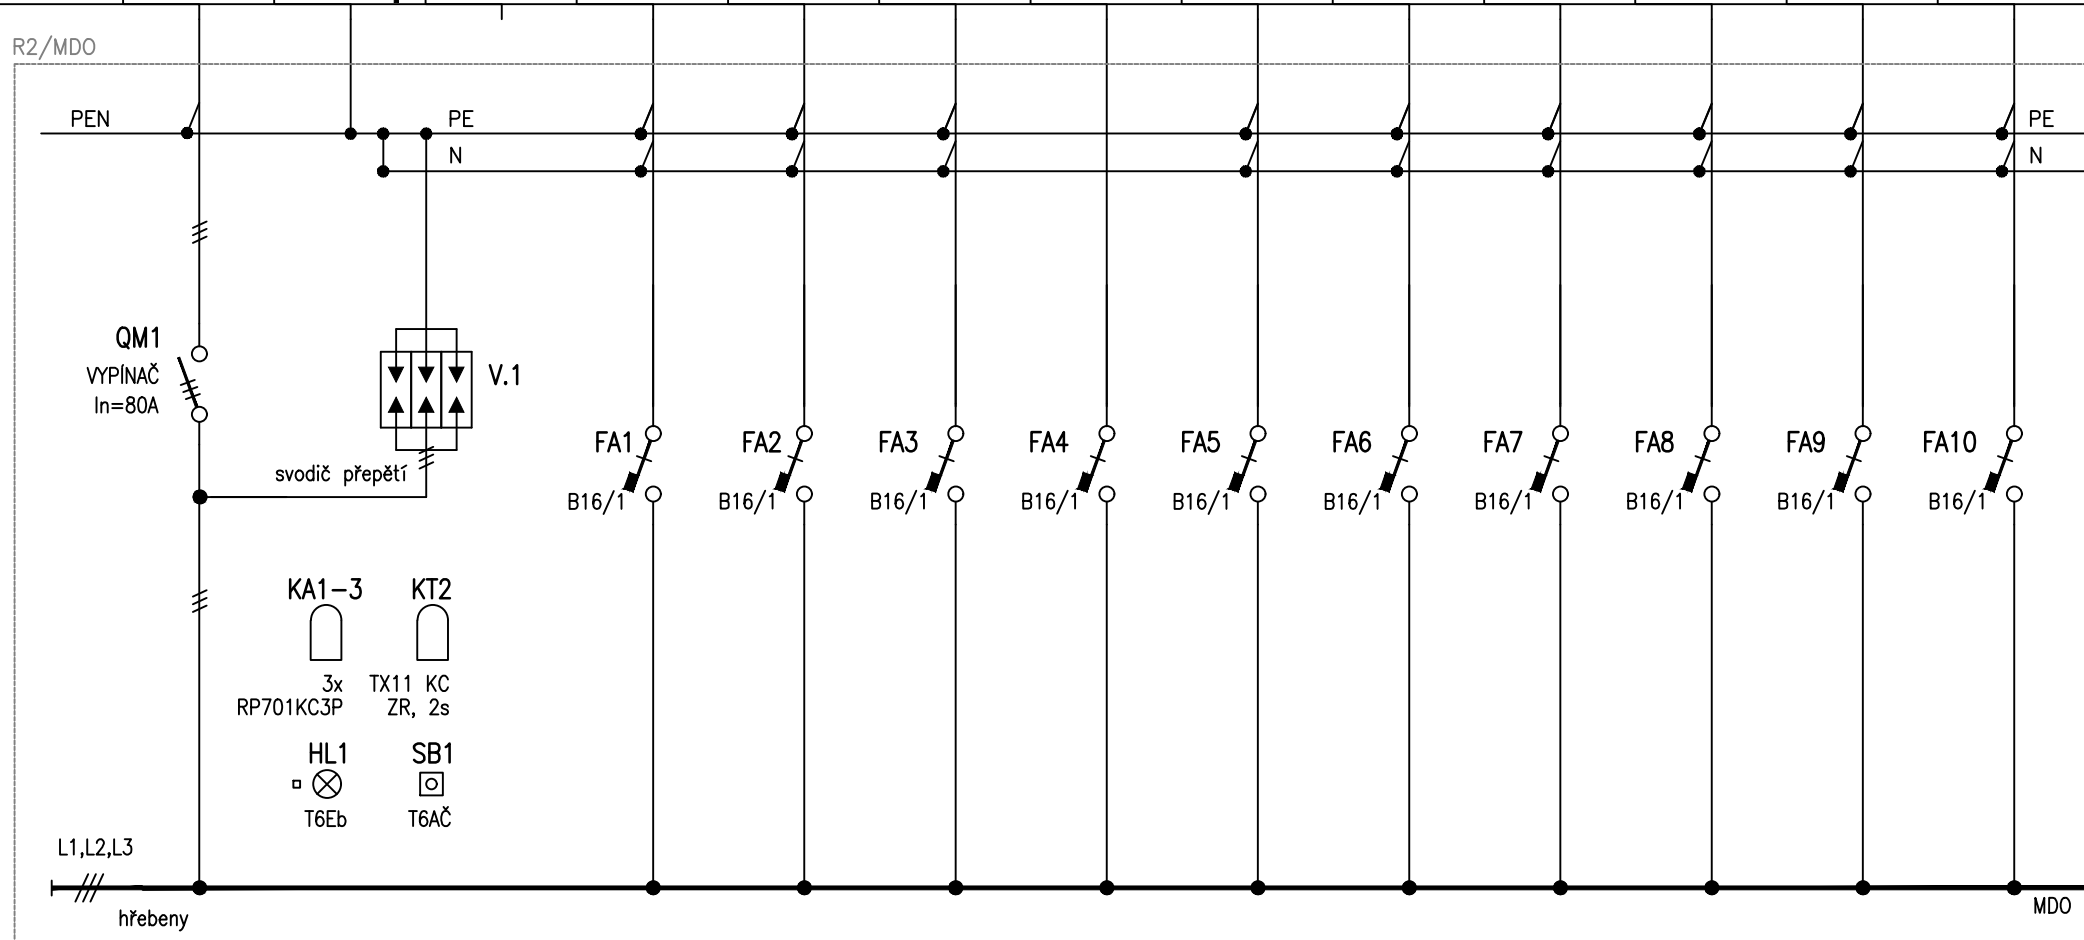 R2/MDO
PEN
PE
PE
N
N
QM1
VYPÍNAČ
In=80A
V.1
svodič přepětí
FA1
B16/1
FA2
B16/1
FA3
B16/1
FA4
B16/1
FA5
B16/1
FA6
B16/1
FA7
B16/1
FA8
B16/1
FA9
B16/1
FA10
B16/1
KA1-3
3x
RP701KC3P
KT2
TX11 KC
ZR, 2s
HL1
T6Eb
SB1
T6AČ
L1,L2,L3
hřebeny
MDO